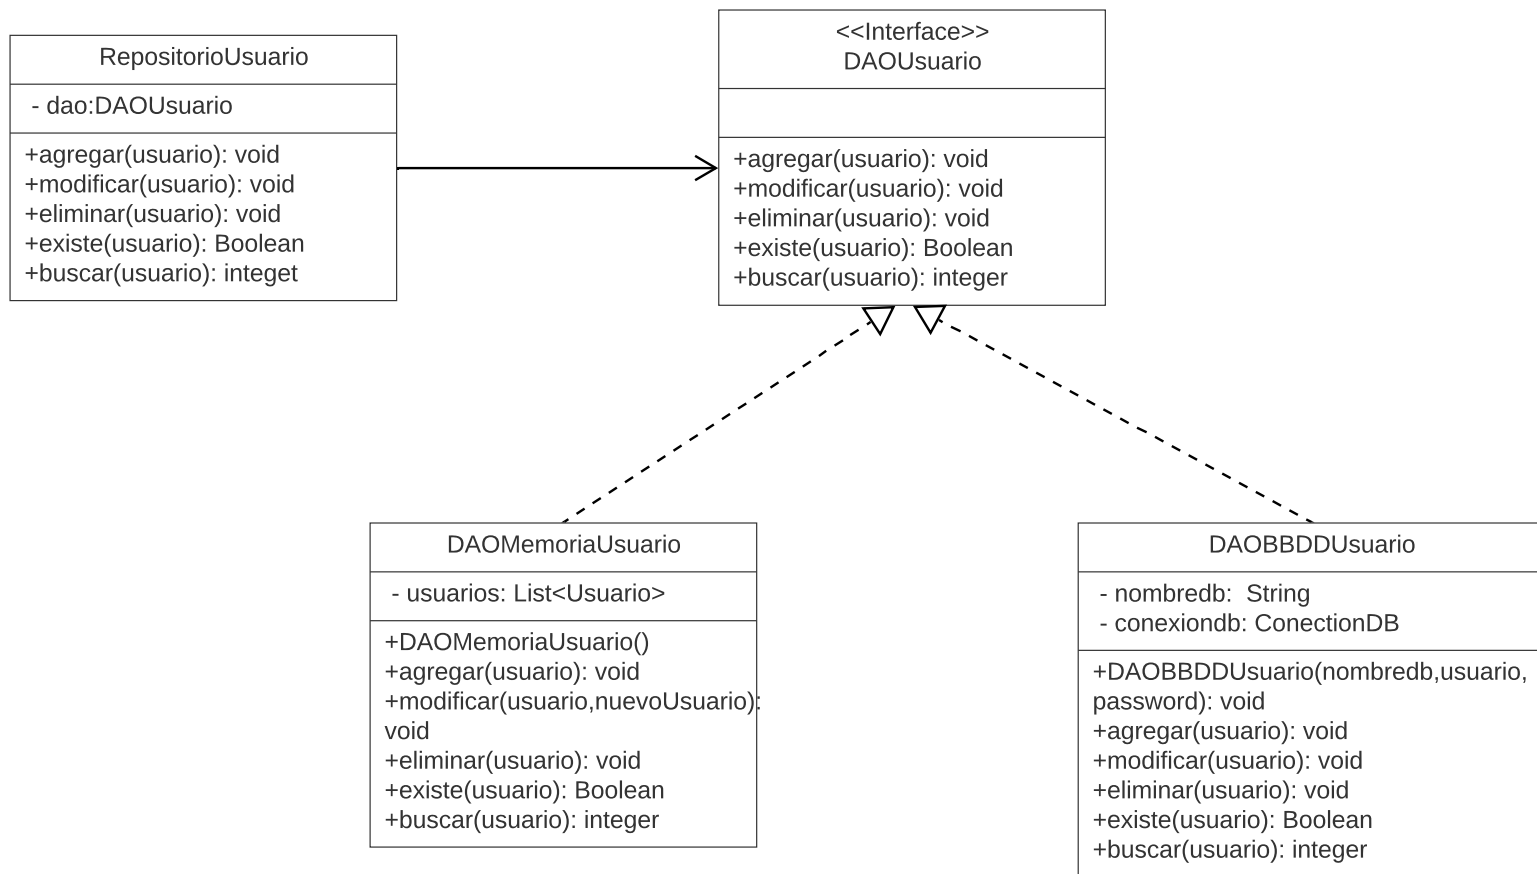 RepositorioUsuario
- dao:DAOUsuario
+agregar(usuario): void
+modificar(usuario): void
+eliminar(usuario): void
+existe(usuario): Boolean
+buscar(usuario): integet
<<Interface>>
DAOUsuario
+agregar(usuario): void
+modificar(usuario): void
+eliminar(usuario): void
+existe(usuario): Boolean
+buscar(usuario): integer
DAOMemoriaUsuario
- usuarios: List<Usuario>
+DAOMemoriaUsuario()
+agregar(usuario): void
+modificar(usuario,nuevoUsuario):
void
+eliminar(usuario): void
+existe(usuario): Boolean
+buscar(usuario): integer
DAOBBDDUsuario
- nombredb:  String
- conexiondb: ConectionDB
+DAOBBDDUsuario(nombredb,usuario,
password): void
+agregar(usuario): void
+modificar(usuario): void
+eliminar(usuario): void
+existe(usuario): Boolean
+buscar(usuario): integer